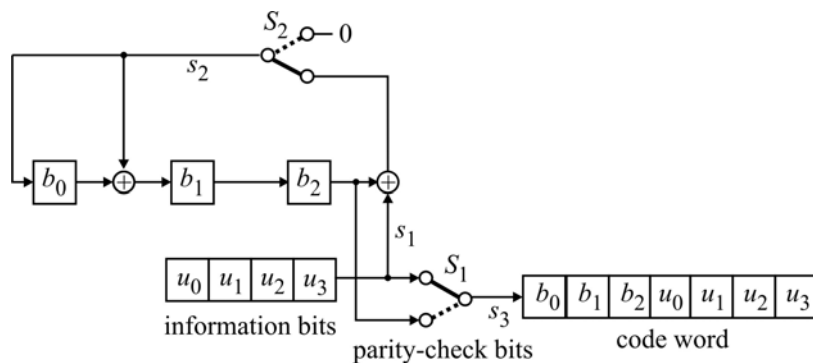 S₂ 0
s₂
b₀ + b₁ b₂ +
s₁
u₀ u₁ u₂ u₃ S₁ b₀ b₁ b₂ u₀ u₁ u₂ u₃
s₃
information bits code word
parity-check bits